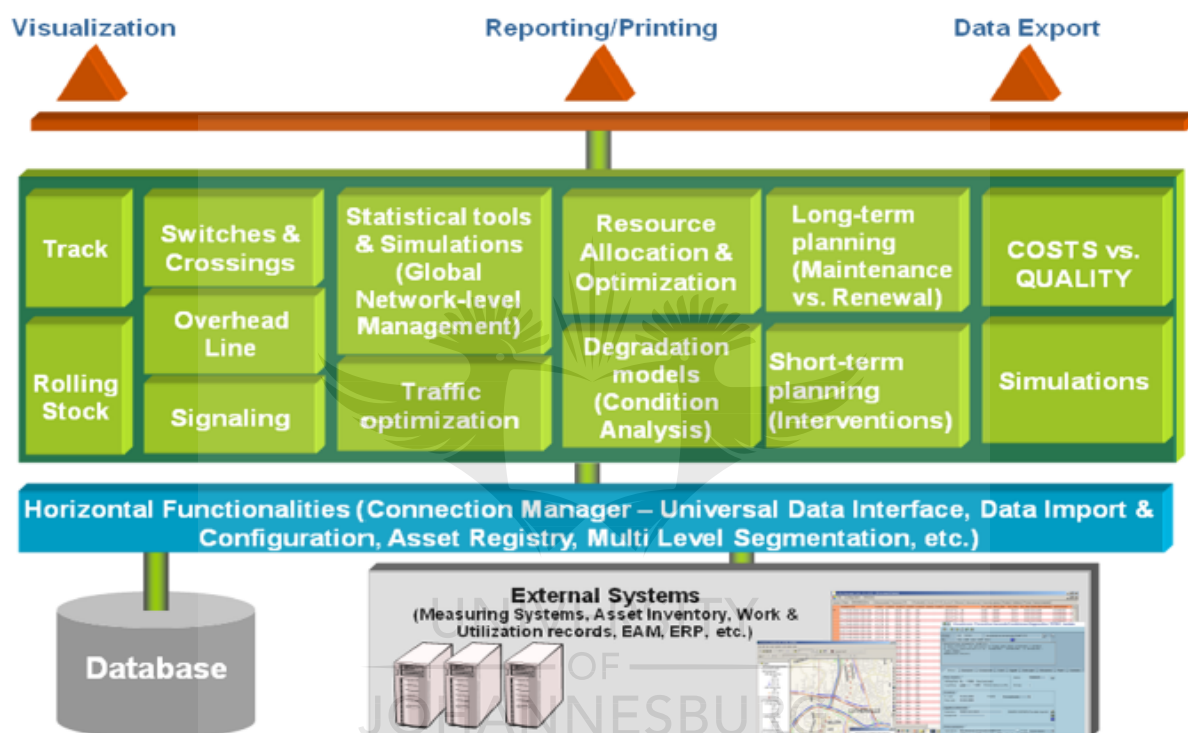 Visualization
Reporting/Printing
Data Export
Track
Rolling
Stock
Switches &
Crossings
Overhead
Line
Signaling
Statistical tools
& Simulations
(Global
Network-level
Management)
Traffic
optimization
Resource
Allocation &
Optimization
Degradation
models
(Condition
Analysis)
Long-term
planning
(Maintenance
vs. Renewal)
Short-term
planning
(Interventions)
COSTS vs.
QUALITY
Simulations
Horizontal Functionalities (Connection Manager – Universal Data Interface, Data Import &
Configuration, Asset Registry, Multi Level Segmentation, etc.)
Database
External Systems
(Measuring Systems, Asset Inventory, Work &
Utilization records, EAM, ERP, etc.)
UNIVERSITY
OF
JOHANNESBURG